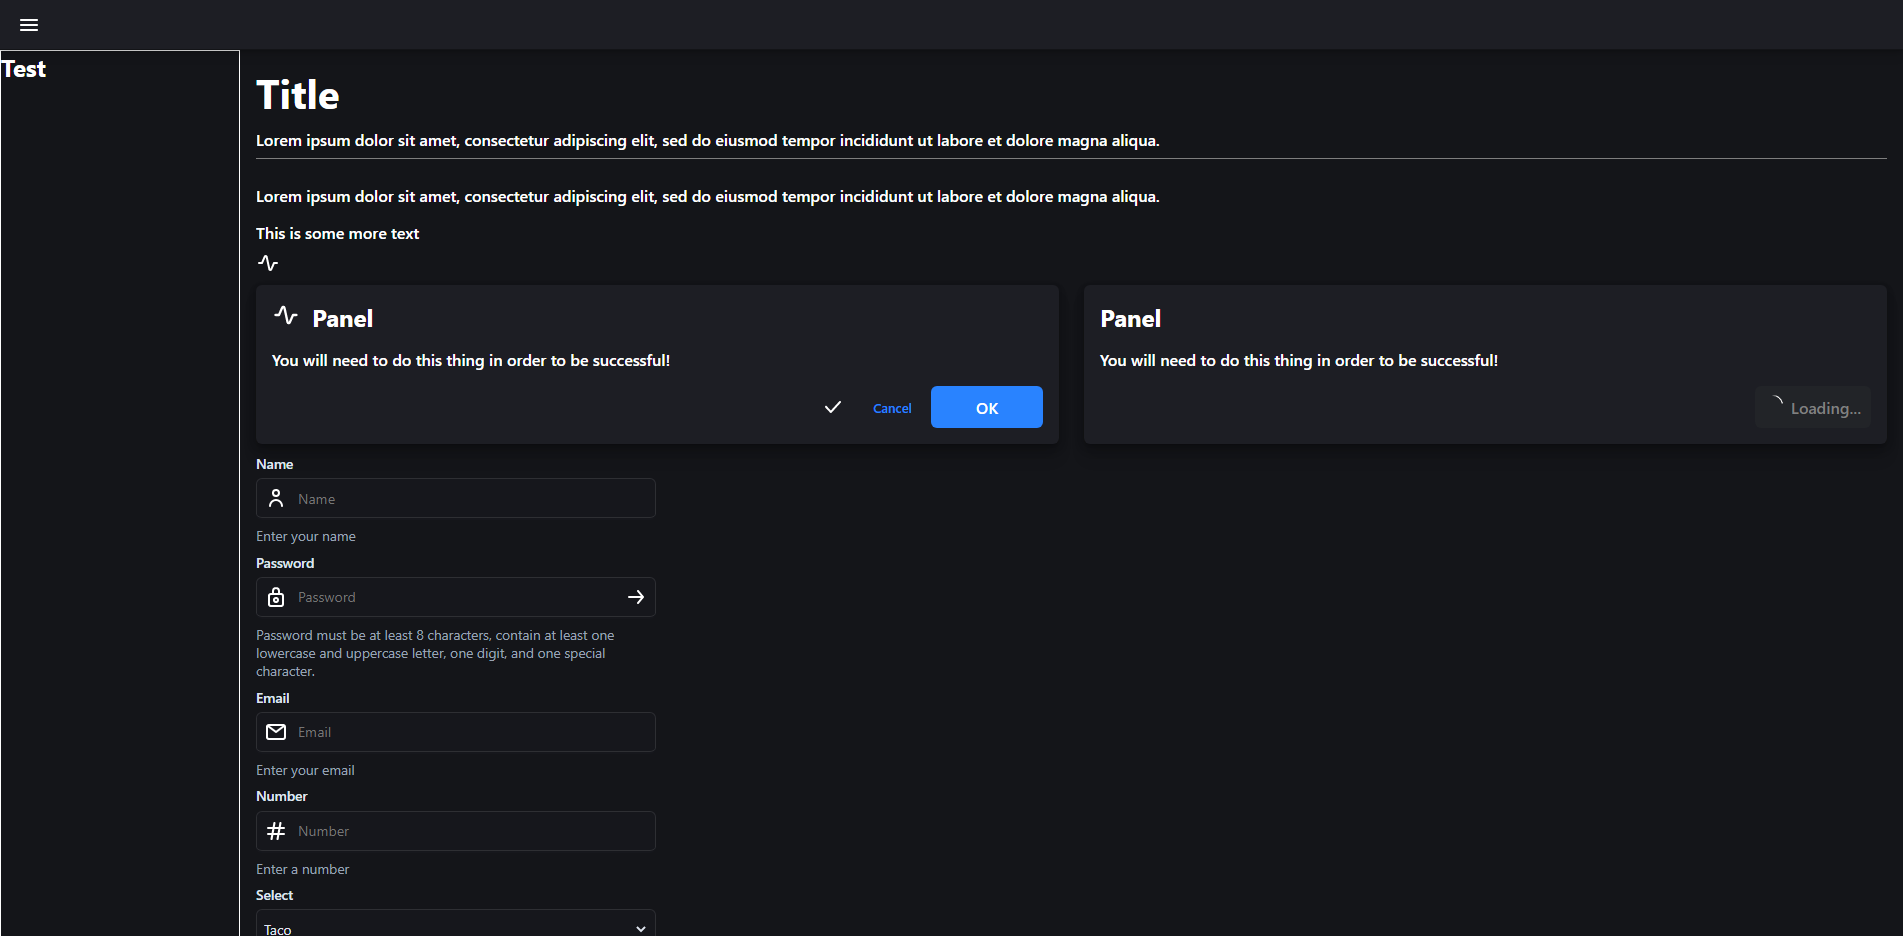 Test
Title
Lorem ipsum dolor sit amet, consectetur adipiscing elit, sed do eiusmod tempor incididunt ut labore et dolore magna aliqua.
Lorem ipsum dolor sit amet, consectetur adipiscing elit, sed do eiusmod tempor incididunt ut labore et dolore magna aliqua.
This is some more text
Panel
You will need to do this thing in order to be successful!
Cancel
OK
Panel
You will need to do this thing in order to be successful!
Loading...
Name
Name
Enter your name
Password
Password
Password must be at least 8 characters, contain at least one
lowercase and uppercase letter, one digit, and one special
character.
Email
Email
Enter your email
Number
Number
Enter a number
Select
Taco